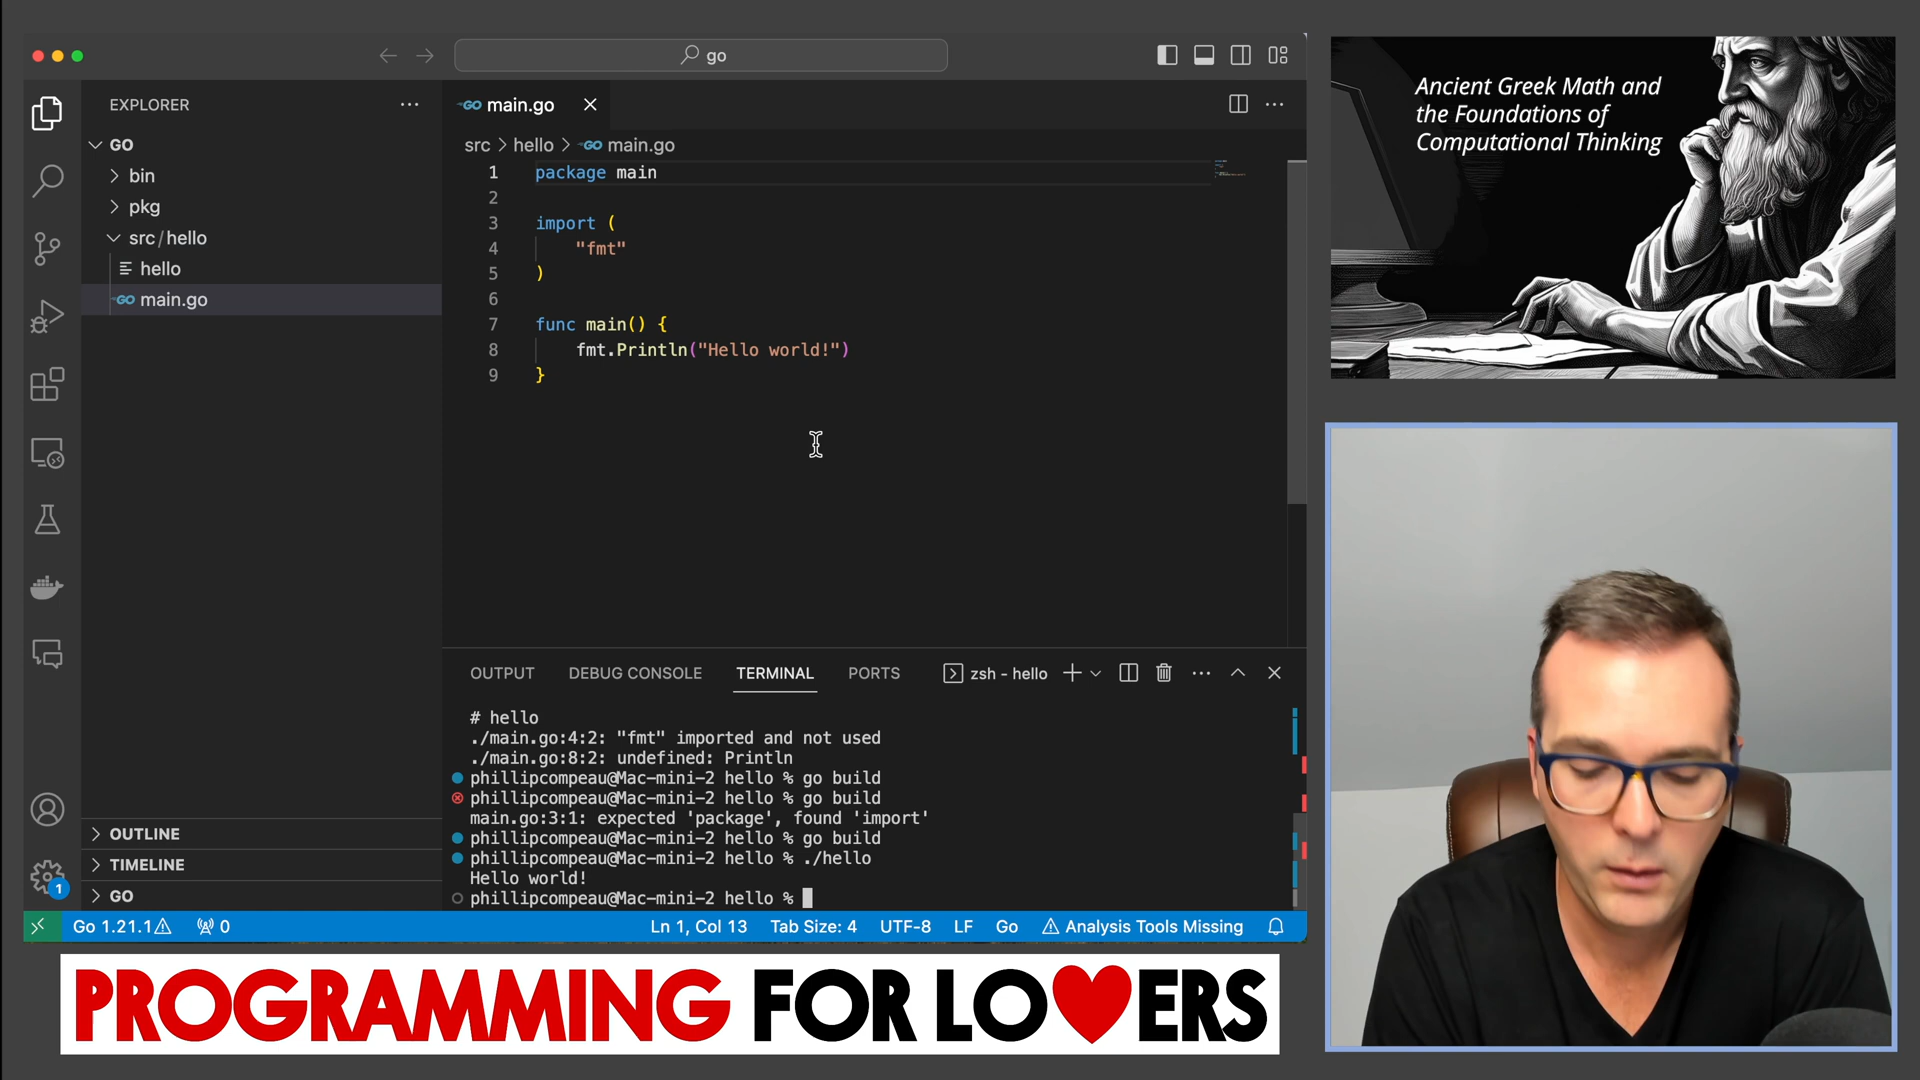 go
EXPLORER
GO
bin
pkg
src/hello
hello
GO main.go
OUTLINE
TIMELINE
GO
GO main.go
src > hello > GO main.go
1 package main
2
3 import (
4 "fmt"
5 )
6
7 func main() {
8 fmt.Println("Hello world!")
9 }
OUTPUT DEBUG CONSOLE TERMINAL PORTS zsh - hello
# hello
./main.go:4:2: "fmt" imported and not used
./main.go:8:2: undefined: Println
phillipcompeau@Mac-mini-2 hello % go build
phillipcompeau@Mac-mini-2 hello % go build
main.go:3:1: expected 'package', found 'import'
phillipcompeau@Mac-mini-2 hello % go build
phillipcompeau@Mac-mini-2 hello % ./hello
Hello world!
phillipcompeau@Mac-mini-2 hello %
1
Go 1.21.1 0 Ln 1, Col 13 Tab Size: 4 UTF-8 LF Go Analysis Tools Missing
Ancient Greek Math and
the Foundations of
Computational Thinking
PROGRAMMING FOR LO❤ERS